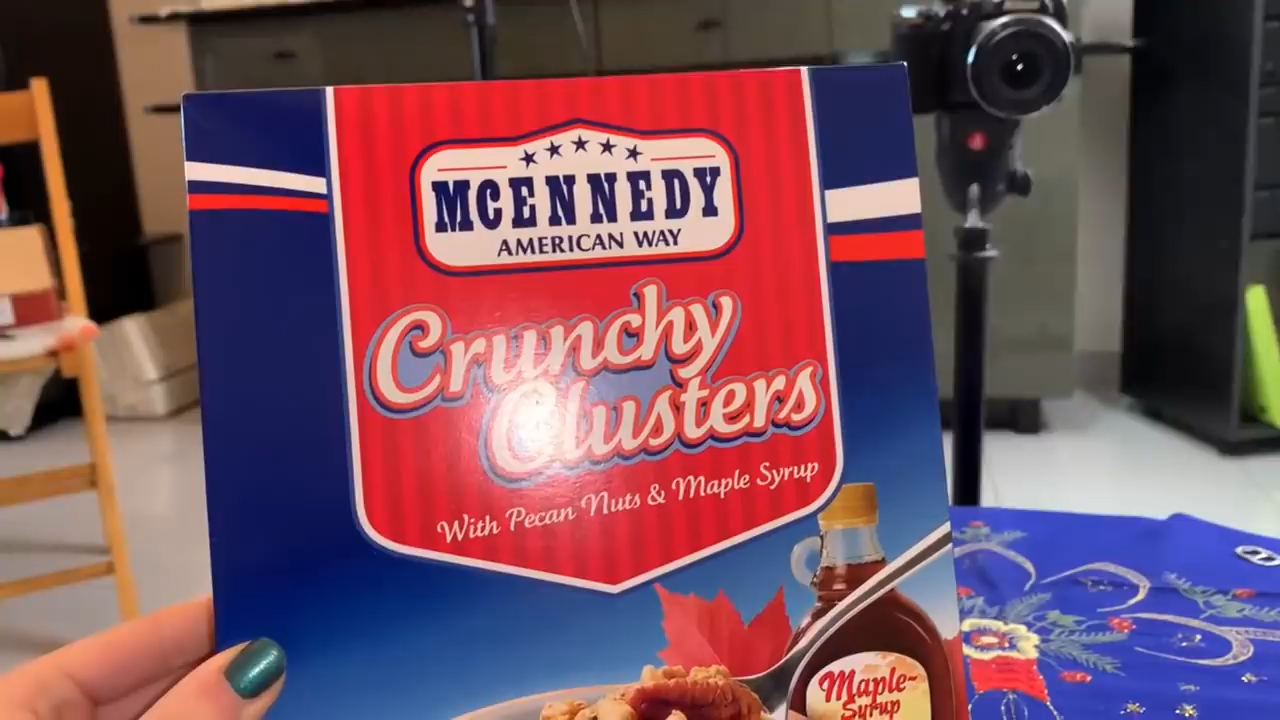 MCENNEDY
AMERICAN WAY
Crunchy
Clusters
With Pecan Nuts & Maple Syrup
Maple-
Syrup